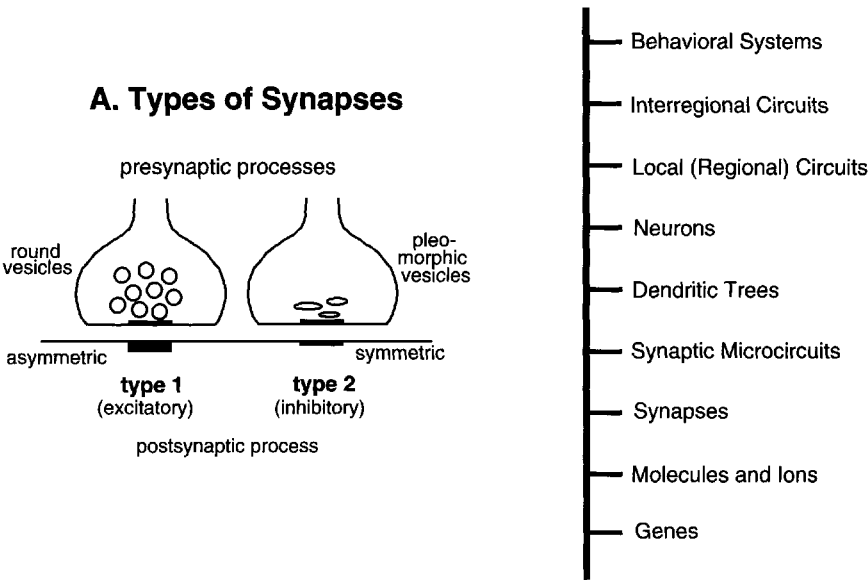 A. Types of Synapses
presynaptic processes
round
vesicles
pleo-
morphic
vesicles
asymmetric
symmetric
type 1
(excitatory)
type 2
(inhibitory)
postsynaptic process
Behavioral Systems
Interregional Circuits
Local (Regional) Circuits
Neurons
Dendritic Trees
Synaptic Microcircuits
Synapses
Molecules and Ions
Genes